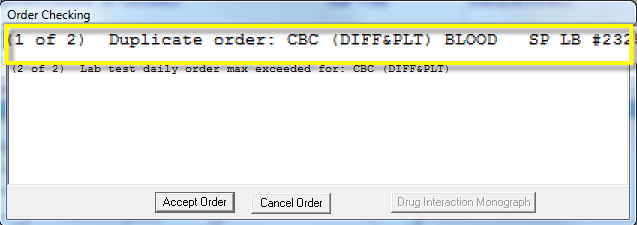 Order Checking
(1 of 2)  Duplicate order: CBC (DIFF&PLT) BLOOD   SP LB #232
(2 of 2)  Lab test daily order max exceeded for: CBC (DIFF&PLT)
Accept Order
Cancel Order
Drug Interaction Monograph